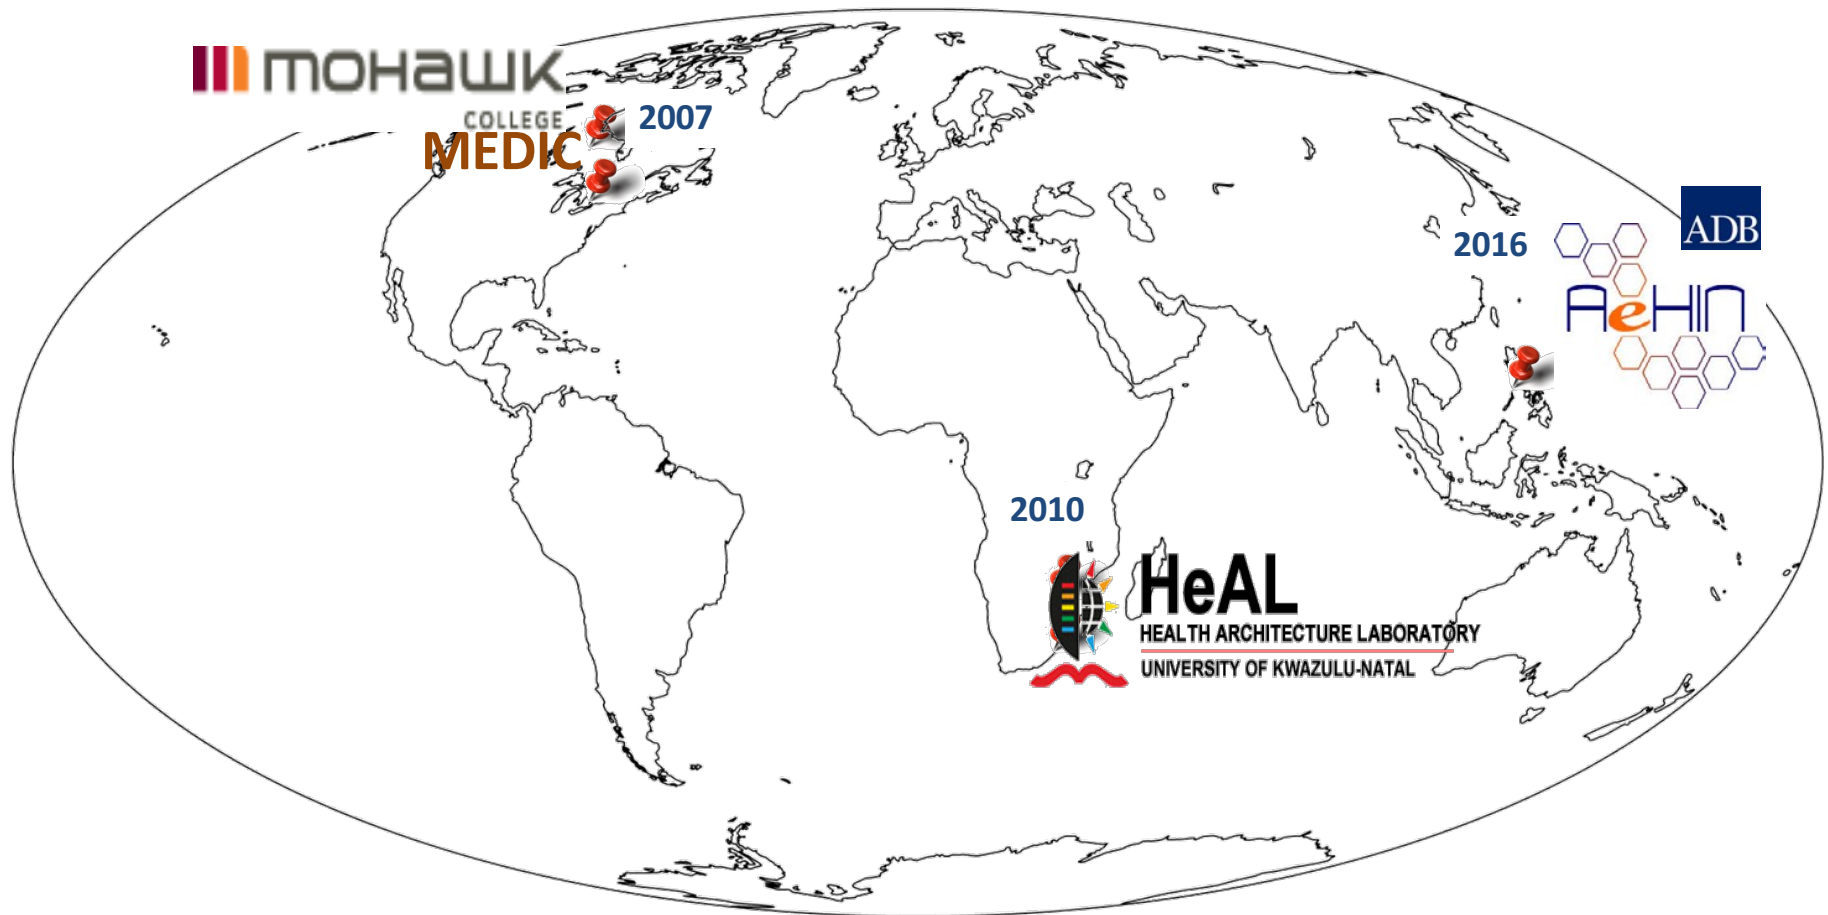 mohawk
COLLEGE
MEDIC
2007
2016
ADB
AeHIN
2010
HeAL
HEALTH ARCHITECTURE LABORATORY
UNIVERSITY OF KWAZULU-NATAL